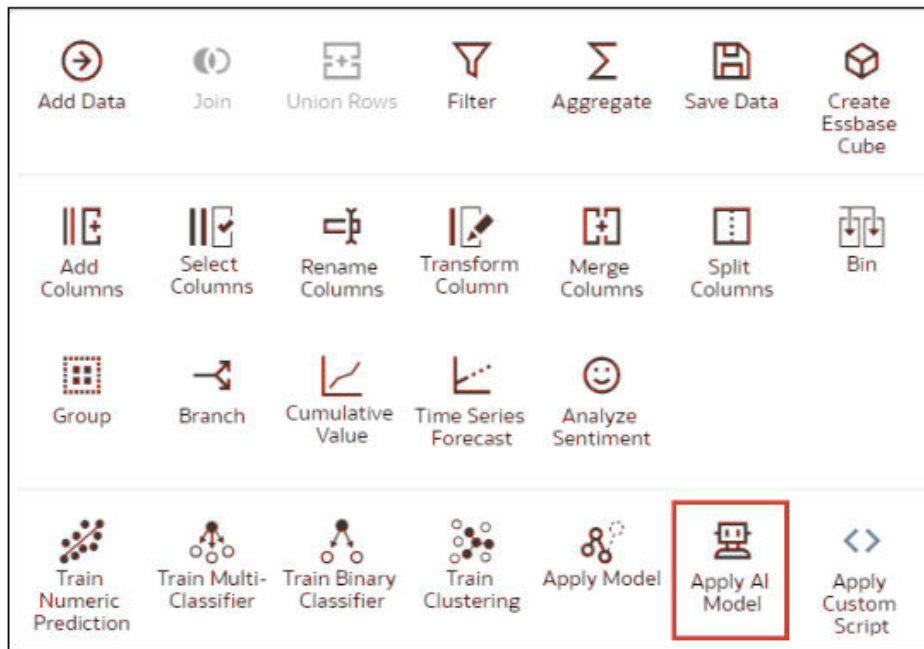 Add Data
Join
Union Rows
Filter
Aggregate
Save Data
Create
Essbase
Cube
Add
Columns
Select
Columns
Rename
Columns
Transform
Column
Merge
Columns
Split
Columns
Bin
Group
Branch
Cumulative
Value
Time Series
Forecast
Analyze
Sentiment
Train
Numeric
Prediction
Train Multi-
Classifier
Train Binary
Classifier
Train
Clustering
Apply Model
Apply AI
Model
Apply
Custom
Script